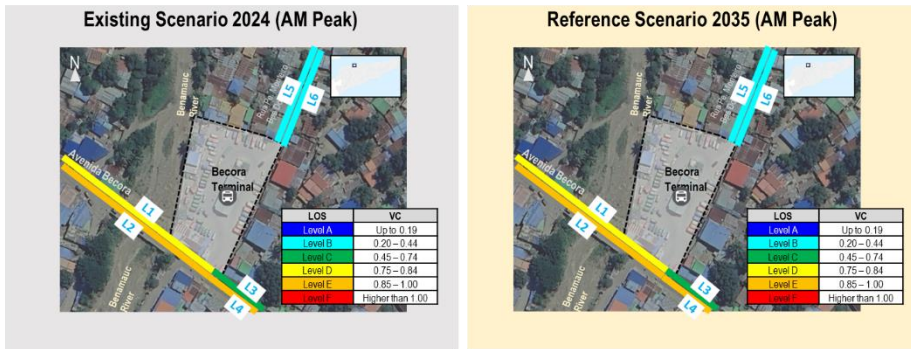 Existing Scenario 2024 (AM Peak)
N
Benamauc
River
L5
L6
Avenida Becora
L1
L2
Becora
Terminal
L3
L4
Benamauc
River
LOS VC
Level A Up to 0.19
Level B 0.20 – 0.44
Level C 0.45 – 0.74
Level D 0.75 – 0.84
Level E 0.85 – 1.00
Level F Higher than 1.00
Reference Scenario 2035 (AM Peak)
N
Benamauc
River
L5
L6
Avenida Becora
L1
L2
Becora
Terminal
L3
L4
Benamauc
River
LOS VC
Level A Up to 0.19
Level B 0.20 – 0.44
Level C 0.45 – 0.74
Level D 0.75 – 0.84
Level E 0.85 – 1.00
Level F Higher than 1.00